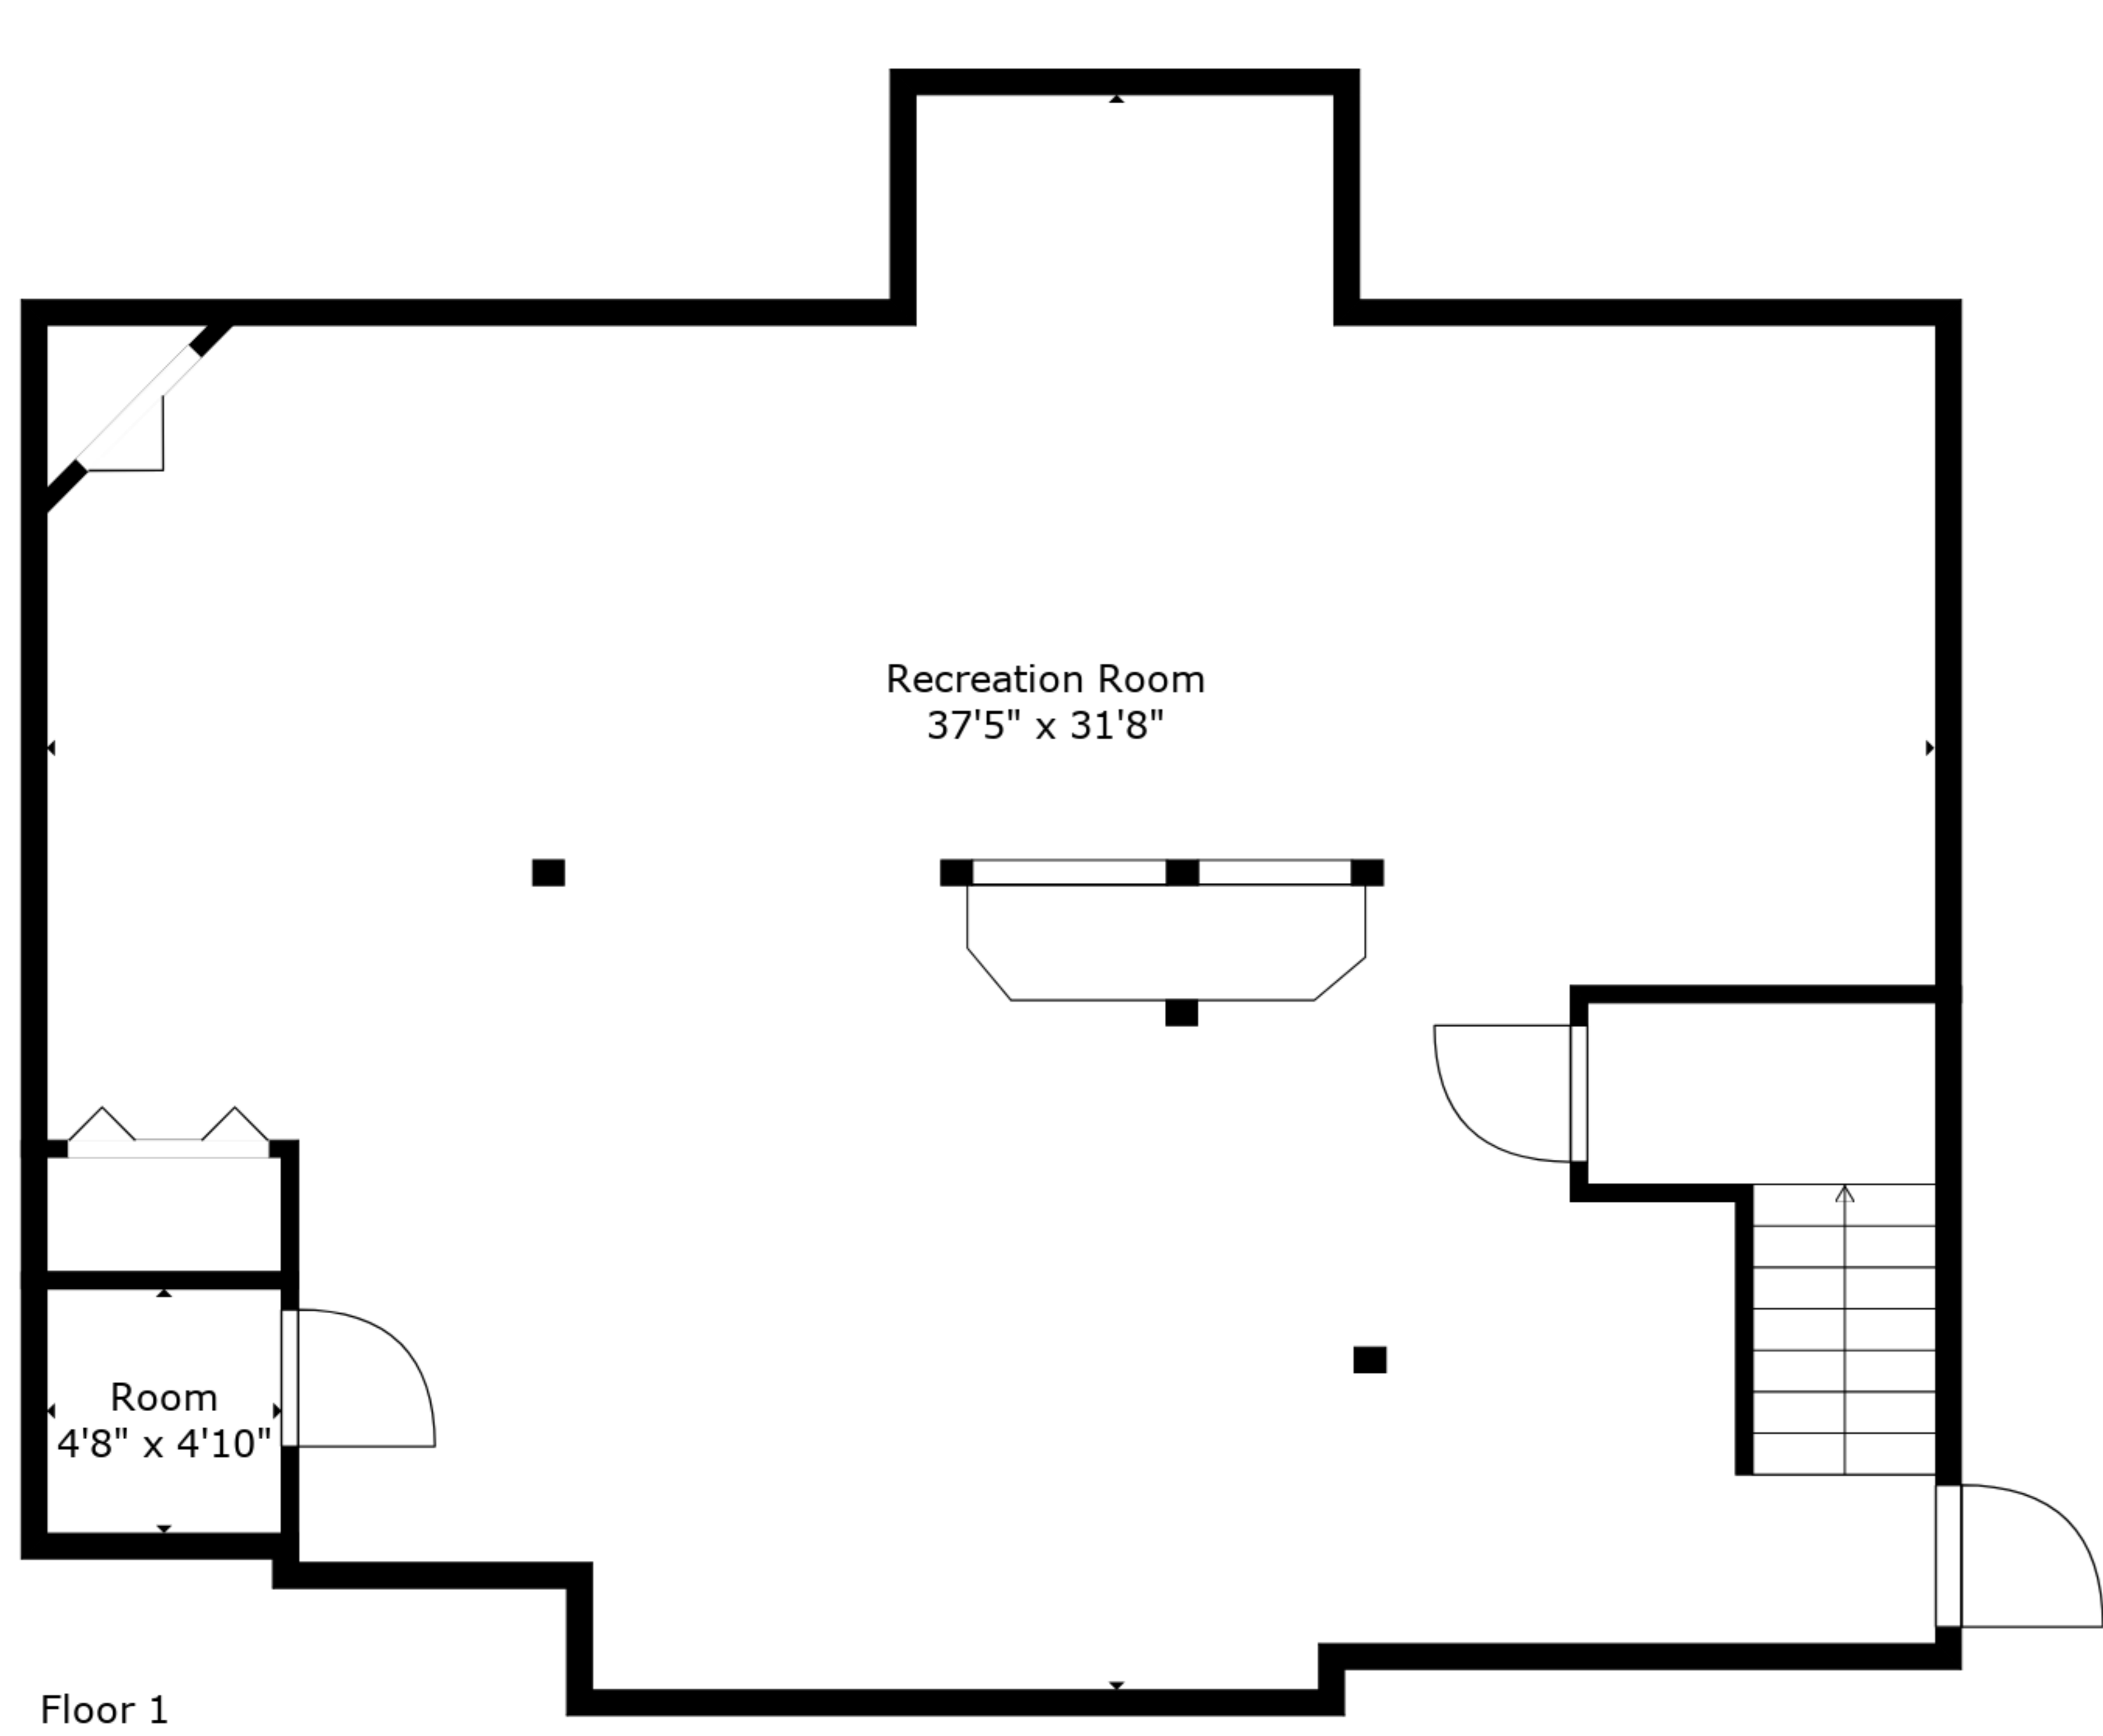 Recreation Room
37'5" x 31'8"
Room
4'8" x 4'10"
Floor 1